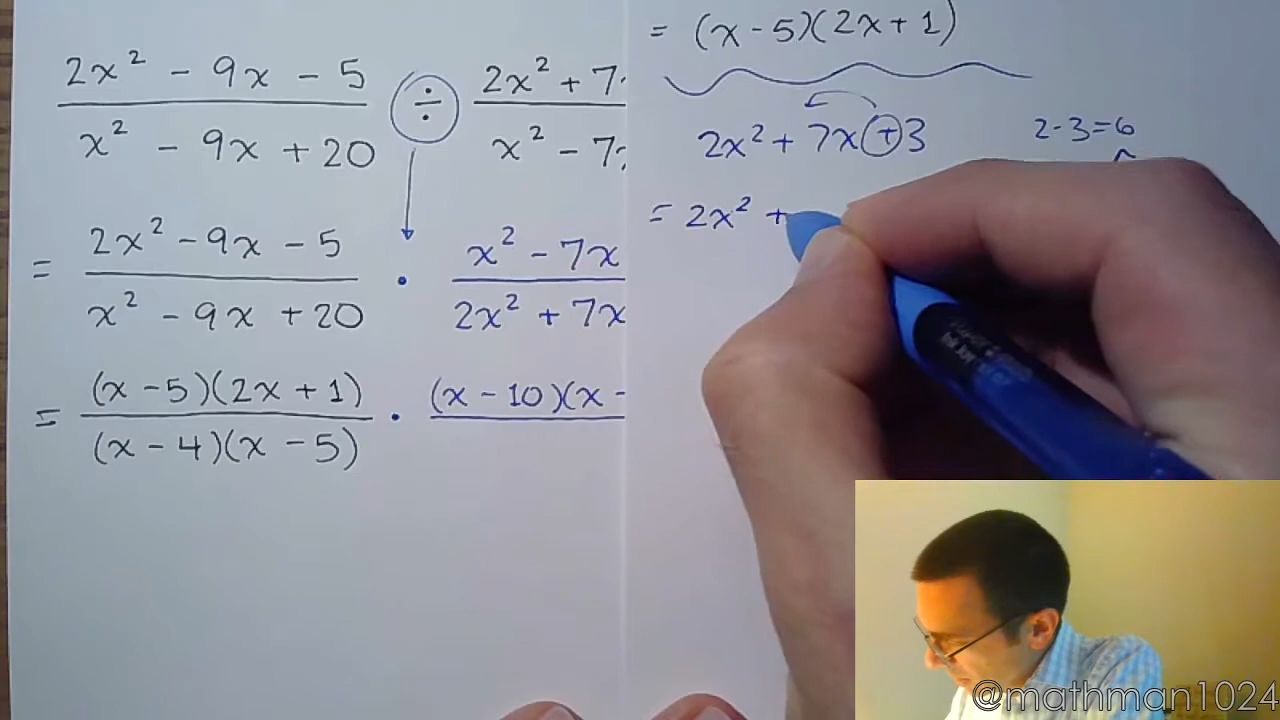 2x² - 9x - 5 ÷ 2x² + 7
x² - 9x + 20 x² - 7
= 2x² - 9x - 5 · x² - 7x
x² - 9x + 20 2x² + 7x
= (x - 5)(2x + 1) · (x - 10)(x -
(x - 4)(x - 5)
= (x - 5)(2x + 1)
2x² + 7x + 3 2·3=6
= 2x² +
@mathman1024